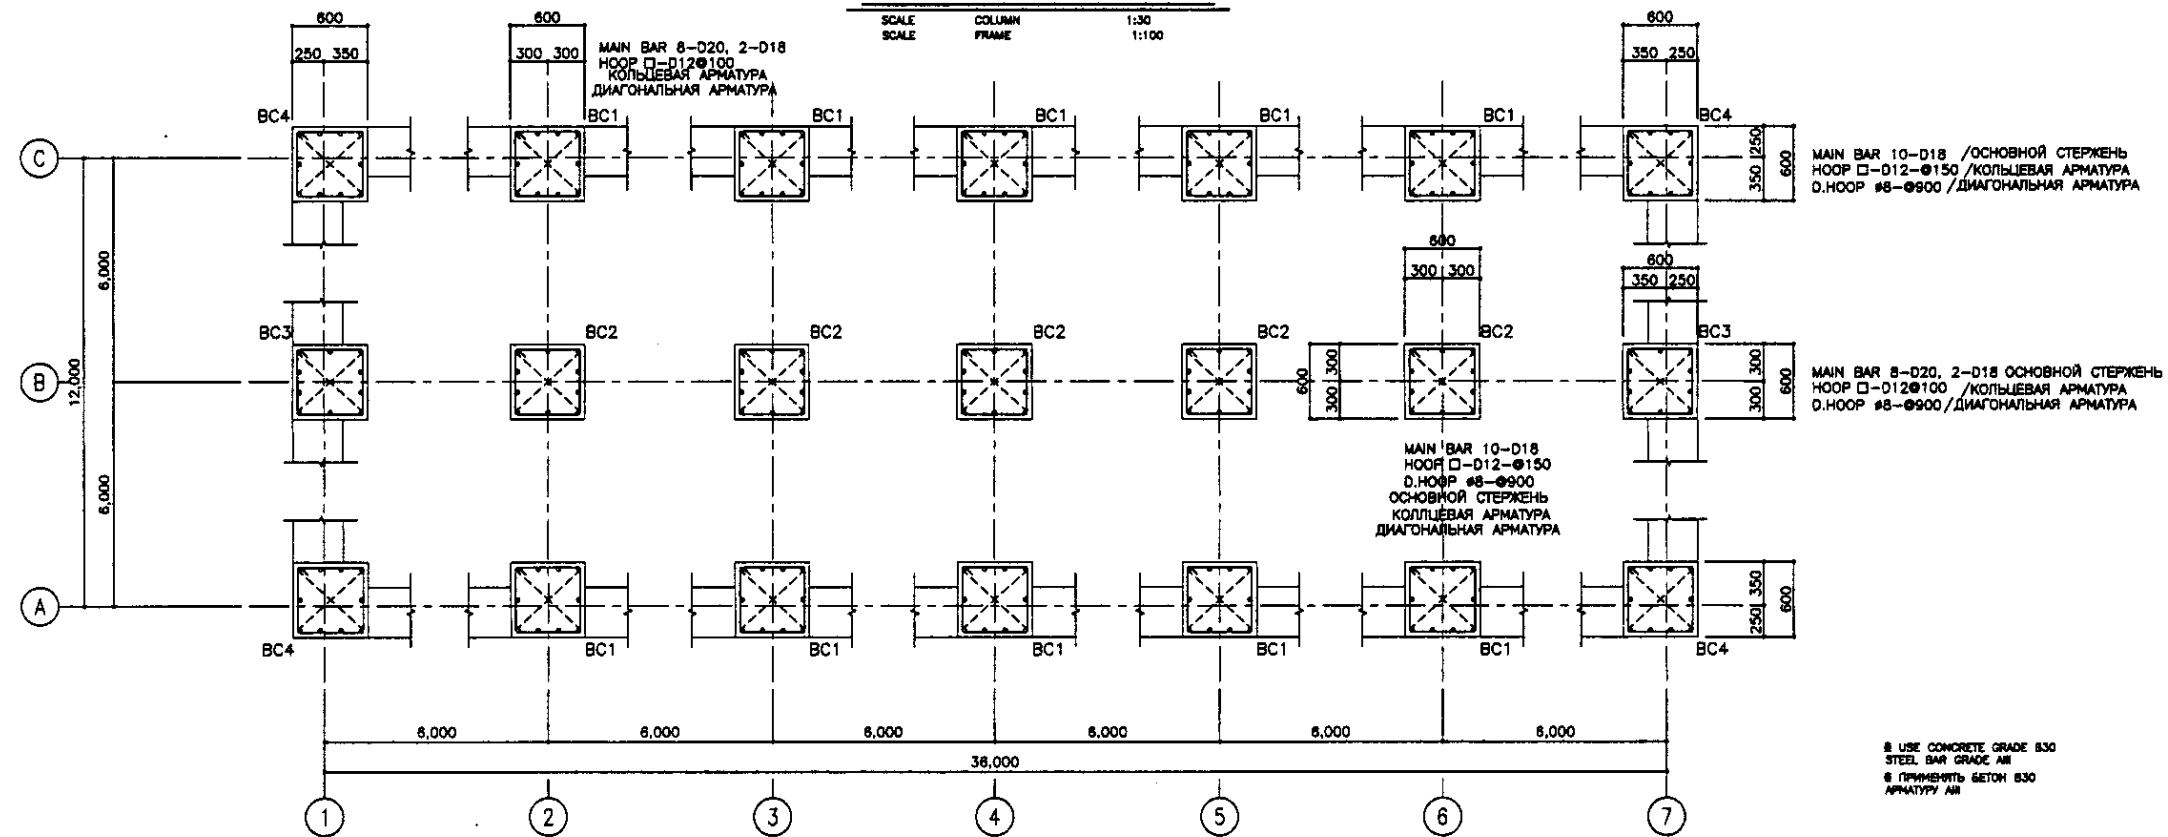 SCALE COLUMN 1:30
SCALE FRAME 1:100
600
250 350
600
300 300
MAIN BAR 8-D20, 2-D18
HOOP □-D12@100
КОЛЬЦЕВАЯ АРМАТУРА
ДИАГОНАЛЬНАЯ АРМАТУРА
600
350 250
BC4 BC1 BC1 BC1 BC1 BC1 BC4
C
250
350
600
MAIN BAR 10-D18 /ОСНОВНОЙ СТЕРЖЕНЬ
HOOP □-D12-@150 /КОЛЬЦЕВАЯ АРМАТУРА
D.HOOP ø8-@900 /ДИАГОНАЛЬНАЯ АРМАТУРА
6,000
600
300 300
600
350 250
BC3 BC2 BC2 BC2 BC2 BC2 BC3
B
12,000
600
300
300
300
300
600
MAIN BAR 8-D20, 2-D18 ОСНОВНОЙ СТЕРЖЕНЬ
HOOP □-D12@100 /КОЛЬЦЕВАЯ АРМАТУРА
D.HOOP ø8-@900 /ДИАГОНАЛЬНАЯ АРМАТУРА
6,000
MAIN BAR 10-D18
HOOP □-D12-@150
D.HOOP ø8-@900
ОСНОВНОЙ СТЕРЖЕНЬ
КОЛЛЦЕВАЯ АРМАТУРА
ДИАГОНАЛЬНАЯ АРМАТУРА
A
350
250
600
BC4 BC1 BC1 BC1 BC1 BC1 BC4
6,000 6,000 6,000 6,000 6,000 6,000
36,000
USE CONCRETE GRADE B30
STEEL BAR GRADE AIII
ПРИМЕНЯТЬ БЕТОН B30
АРМАТУРУ AIII
1 2 3 4 5 6 7